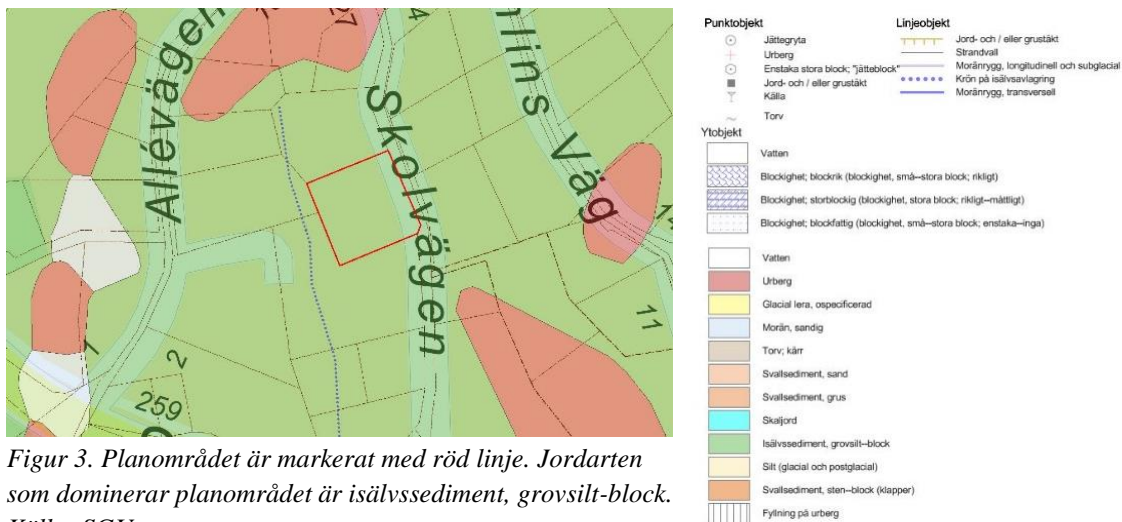 Allévägen
Skolvägen
mlins Väg
4
1
2
259
11
Figur 3. Planområdet är markerat med röd linje. Jordarten
som dominerar planområdet är isälvssediment, grovsilt-block.
Punktobjekt
Jättegryta
Urberg
Enstaka stora block; "jätteblock"
Jord- och / eller grustäkt
Källa
Torv
Linjeobjekt
Jord- och / eller grustäkt
Strandvall
Moränrygg, longitudinell och subglacial
Krön på isälvsavlagring
Moränrygg, transversell
Ytobjekt
Vatten
Blockighet; blockrik (blockighet, små--stora block; rikligt)
Blockighet; storblockig (blockighet, stora block; rikligt--måttligt)
Blockighet; blockfattig (blockighet, små--stora block; enstaka--inga)
Vatten
Urberg
Glacial lera, ospecificerad
Morän, sandig
Torv; kärr
Svallsediment, sand
Svallsediment, grus
Skaljord
Isälvssediment, grovsilt--block
Silt (glacial och postglacial)
Svallsediment, sten--block (klapper)
Fyllning på urberg